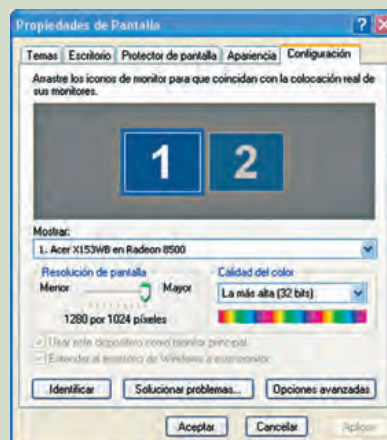 Propiedades de Pantalla
Temas Escritorio Protector de pantalla Apariencia Configuración
Arrastre los iconos de monitor para que coincidan con la colocación real de
sus monitores.
1 2
Mostrar:
1. Acer X153WB en Radeon 8500
Resolución de pantalla Calidad del color
Menor Mayor La más alta (32 bits)
1280 por 1024 píxeles
Usar este dispositivo como monitor principal.
Extender el escritorio de Windows a este monitor.
Identificar Solucionar problemas... Opciones avanzadas
Aceptar Cancelar Aplicar